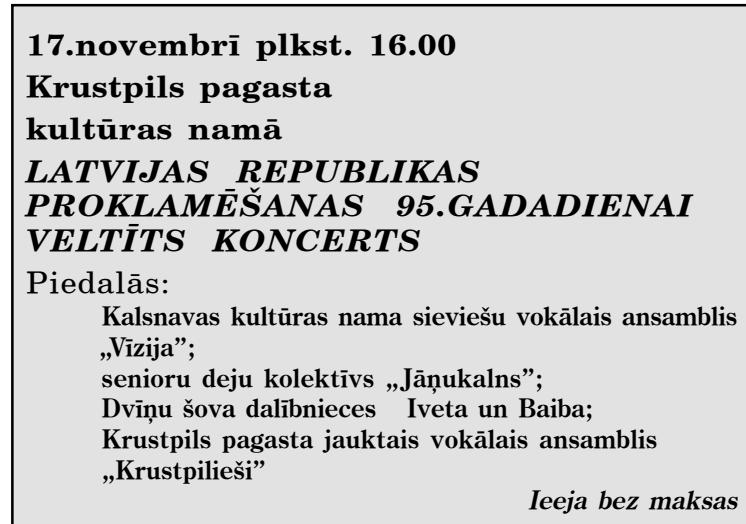 17.novembrī plkst. 16.00
Krustpils pagasta
kultūras namā
LATVIJAS REPUBLIKAS
PROKLAMĒŠANAS 95.GADADIENAI
VELTĪTS KONCERTS
Piedalās:
Kalsnavas kultūras nama sieviešu vokālais ansamblis
„Vīzija”;
senioru deju kolektīvs „Jāņukalns”;
Dvīņu šova dalībnieces Iveta un Baiba;
Krustpils pagasta jauktais vokālais ansamblis
„Krustpilieši”
Ieeja bez maksas